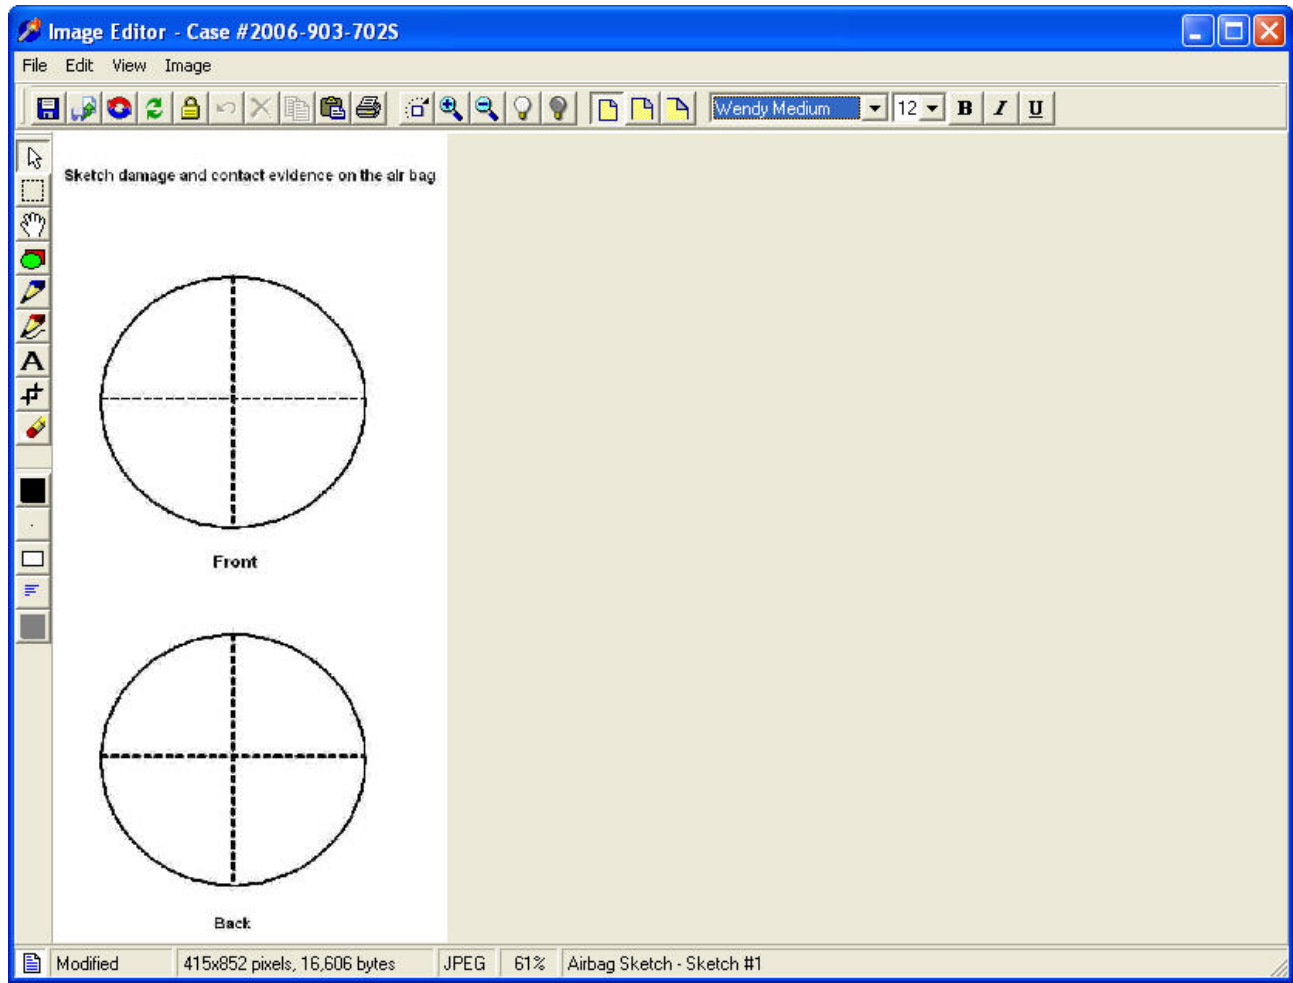 Image Editor - Case #2006-903-702S
File Edit View Image
Wendy Medium 12 B I U
A
Sketch damage and contact evidence on the air bag
Front
Back
Modified 415x852 pixels, 16,606 bytes JPEG 61% Airbag Sketch - Sketch #1